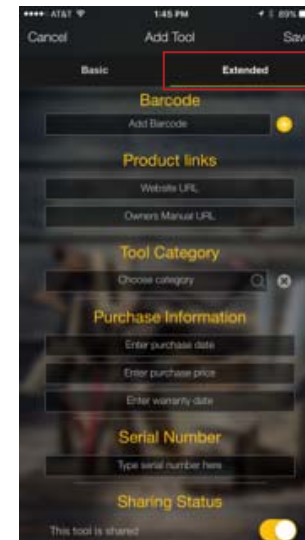 AT&T 1:45 PM 89%
Cancel Add Tool Save
Basic Extended
Barcode
Add Barcode
Product links
Website URL
Owners Manual URL
Tool Category
Choose category
Purchase Information
Enter purchase date
Enter purchase price
Enter warranty date
Serial Number
Type serial number here
Sharing Status
This tool is shared